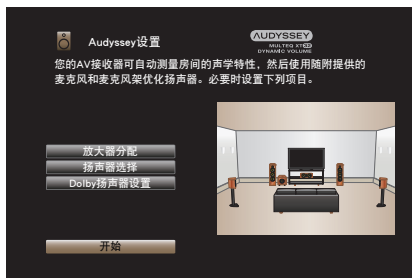 Audyssey设置
AUDYSSEY
MULTEQ XT32
DYNAMIC VOLUME
您的AV接收器可自动测量房间的声学特性，然后使用随附提供的
麦克风和麦克风架优化扬声器。必要时设置下列项目。
放大器分配
扬声器选择
Dolby扬声器设置
开始